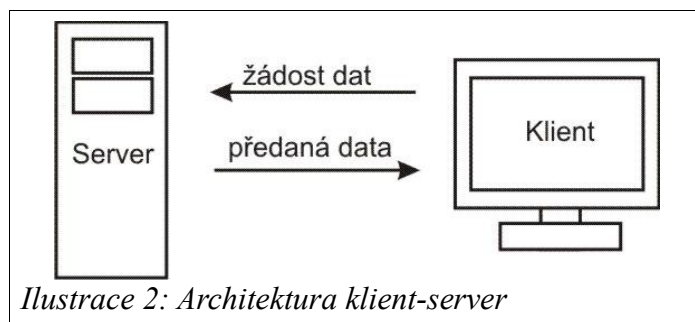 žádost dat
Server
Klient
předaná data
Ilustrace 2: Architektura klient-server